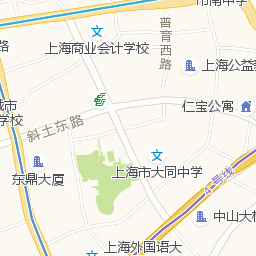 市南中学
普育西路
路
上海商业会计学校
上海公益
仁宝公寓
城市
学校
斜土东路
上海市大同中学
东鼎大厦
4号线
中山大
上海外国语大